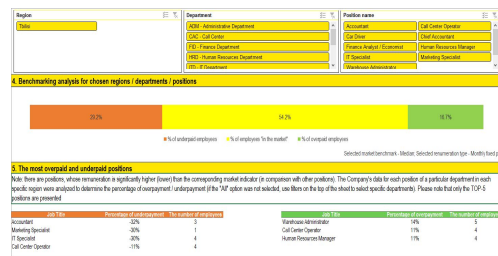 Region
Tbilisi
Department
ADM - Administrative Department
CAC - Call Center
FID - Finance Department
HRD - Human Resources Department
ITD - IT Department
Position name
Accountant
Call Center Operator
Car Driver
Chief Accountant
Finance Analyst / Economist
Human Resources Manager
IT Specialist
Marketing Specialist
Warehouse Administrator
4. Benchmarking analysis for chosen regions / departments / positions
54.2%
16.7%
% of underpaid employees
% of employees "in the market"
% of overpaid employees
Selected market benchmark - Median; Selected remuneration type - Monthly fixed p
5. The most overpaid and underpaid positions
Note: there are positions, whose remuneration is significantly higher (lower) than the corresponding market indicator (in comparison with other positions). The Company's data for each position of a particular department in each
specific region were analyzed to determine the percentage of overpayment / underpayment (if the "All" option was not selected, use filters on the top of the sheet to select specific departments). Please note that only the TOP-5
positions are presented
Job Title Percentage of underpayment The number of employees
Accountant -32% 3
Marketing Specialist -30% 1
IT Specialist -30% 4
Call Center Operator -11% 4
Job Title Percentage of overpayment The number of employe
Warehouse Administrator 14% 5
Call Center Operator 11% 4
Human Resources Manager 11% 4